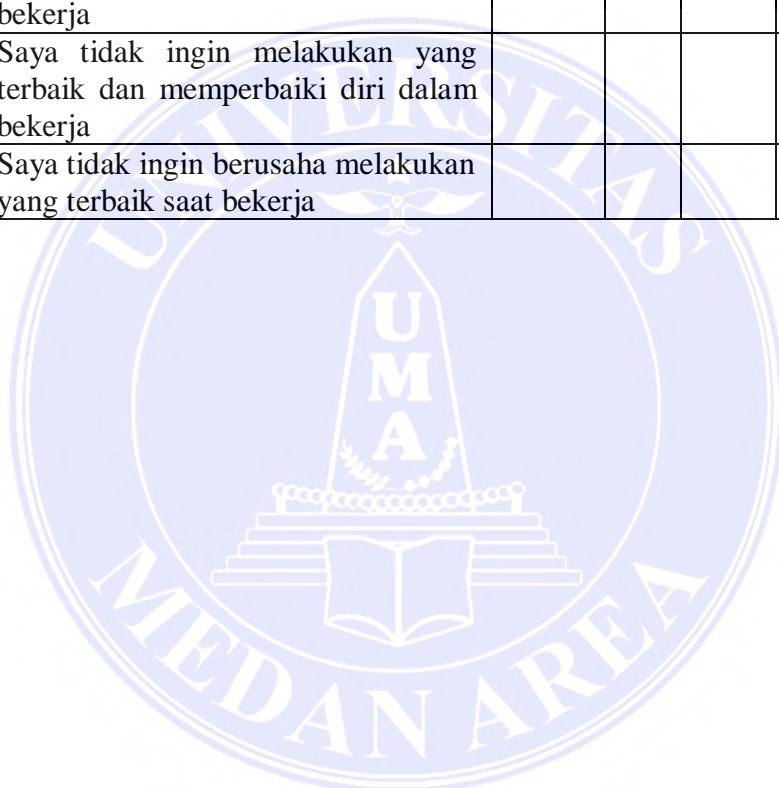 bekerja
Saya tidak ingin melakukan yang
terbaik dan memperbaiki diri dalam
bekerja
Saya tidak ingin berusaha melakukan
yang terbaik saat bekerja
UNIVERSITAS
U
M
A
MEDAN AREA